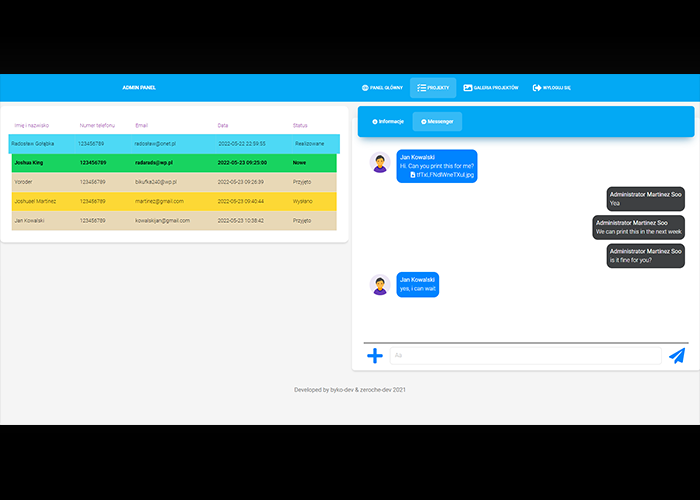 ADMIN PANEL
PANEL GŁÓWNY PROJEKTY GALERIA PROJEKTÓW WYLOGUJ SIĘ
Imię i nazwisko Numer telefonu Email Data Status
Radosław Gołąbka 123456789 radoslaw@onet.pl 2022-05-22 22:59:55 Realizowane
Joshua King 123456789 radarada@wp.pl 2022-05-23 09:25:00 Nowe
Yoroder 123456789 bikufka240@wp.pl 2022-05-23 09:26:39 Przyjęto
Joshueel Martinez 123456789 martinez@gmail.com 2022-05-23 09:40:44 Wysłano
Jan Kowalski 123456789 kowalskijan@gmail.com 2022-05-23 10:58:42 Przyjęto
Informacje Messenger
Jan Kowalski
Hi. Can you print this for me?
tfTxLFNdWneTXuI.jpg
Administrator Martinez Soo
Yea
Administrator Martinez Soo
We can print this in the next week
Administrator Martinez Soo
is it fine for you?
Jan Kowalski
yes, i can wait
Aa
Developed by byko-dev & zeroche-dev 2021